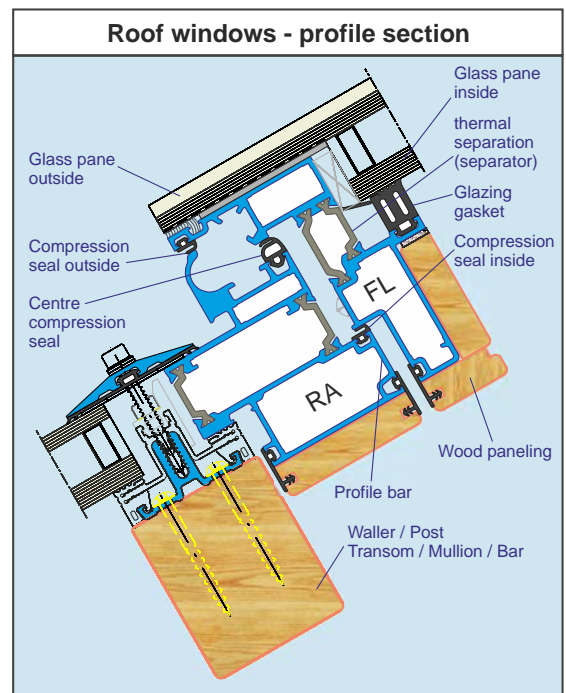 Roof windows - profile section
Glass pane
inside
thermal
separation
(separator)
Glass pane
outside
Glazing
gasket
Compression
seal outside
Compression
seal inside
Centre
compression
seal
FL
RA
Wood paneling
Profile bar
Waller / Post
Transom / Mullion / Bar